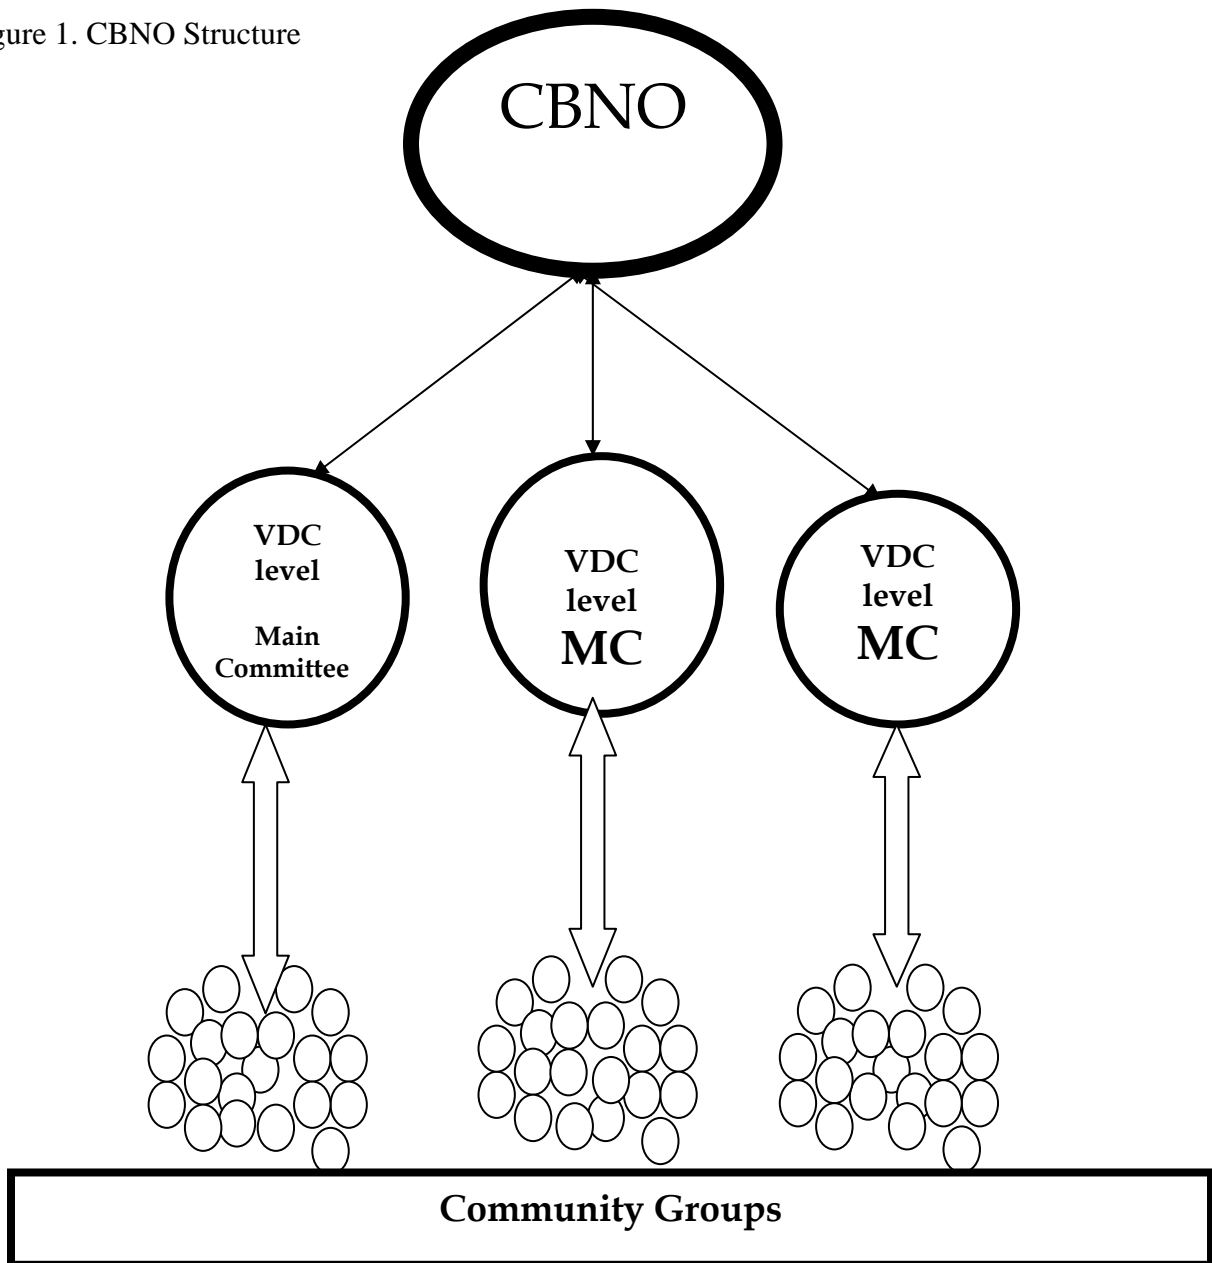 gure 1. CBNO Structure
CBNO
VDC
level
Main
Committee
VDC
level
MC
VDC
level
MC
Community Groups